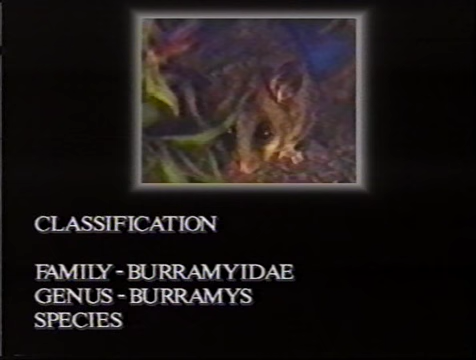 CLASSIFICATION
FAMILY - BURRAMYIDAE
GENUS - BURRAMYS
SPECIES